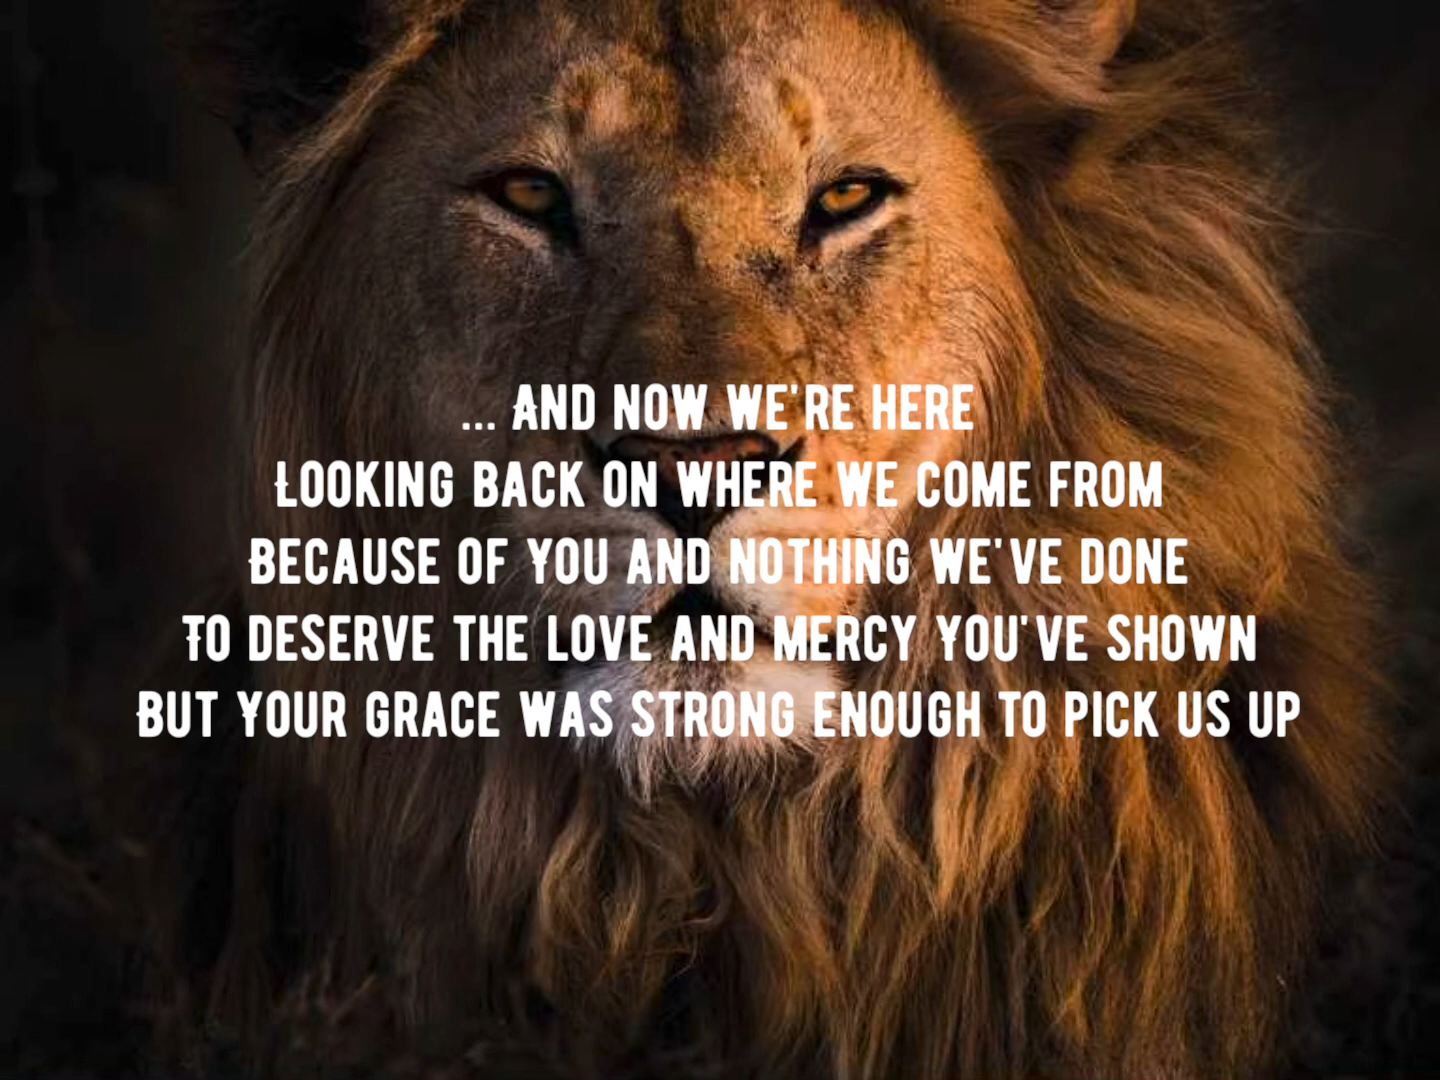 ... And now we're here
Looking back on where we come from
Because of You and nothing we've done
To deserve the love and mercy You've shown
But Your grace was strong enough to pick us up